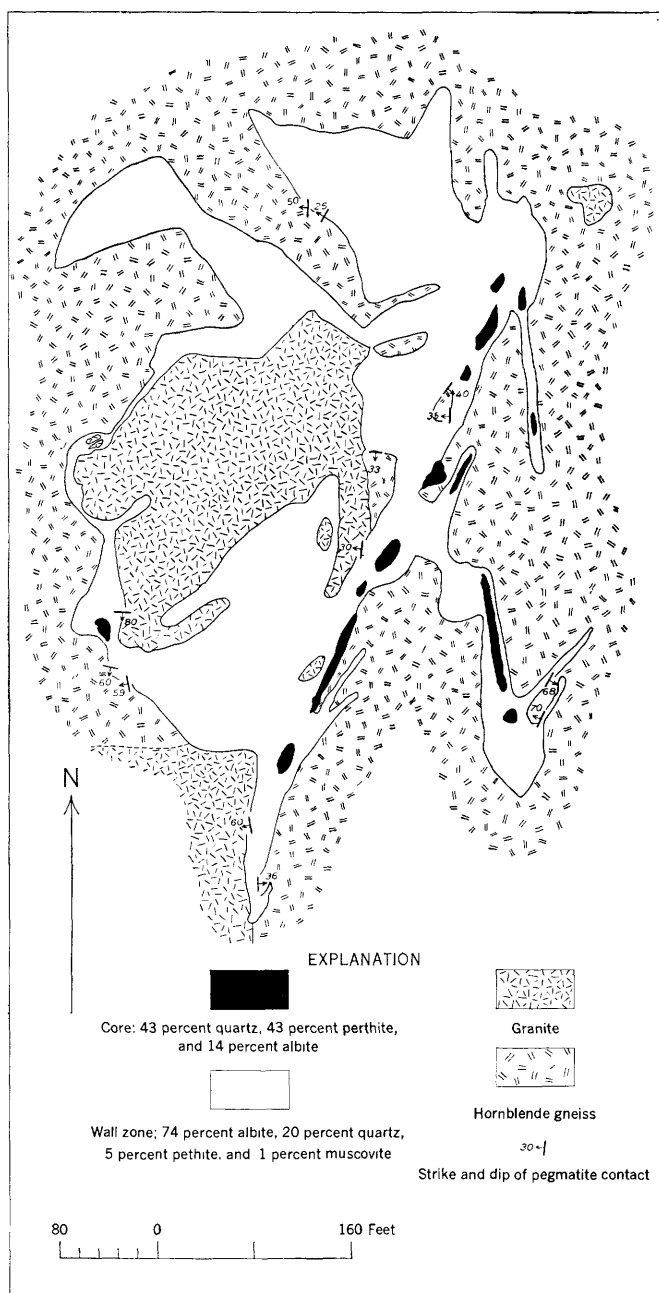 50
25
40
35
33
30
80
60
59
68
70
60
36
N
EXPLANATION
Core: 43 percent quartz, 43 percent perthite,
and 14 percent albite
Granite
Wall zone; 74 percent albite, 20 percent quartz,
5 percent pethite. and 1 percent muscovite
Hornblende gneiss
30
Strike and dip of pegmatite contact
80 0 160 Feet